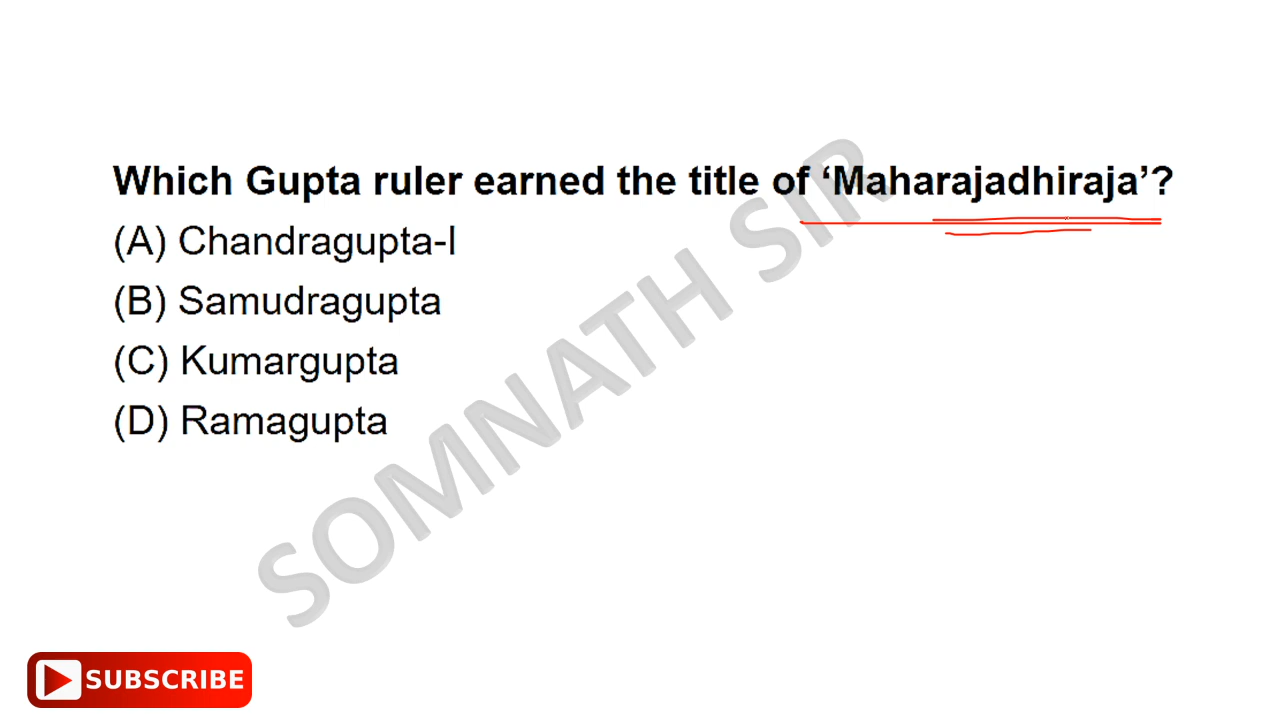 Which Gupta ruler earned the title of ‘Maharajadhiraja’?
(A) Chandragupta-I
(B) Samudragupta
(C) Kumargupta
(D) Ramagupta
SOMNATH SIR
SUBSCRIBE